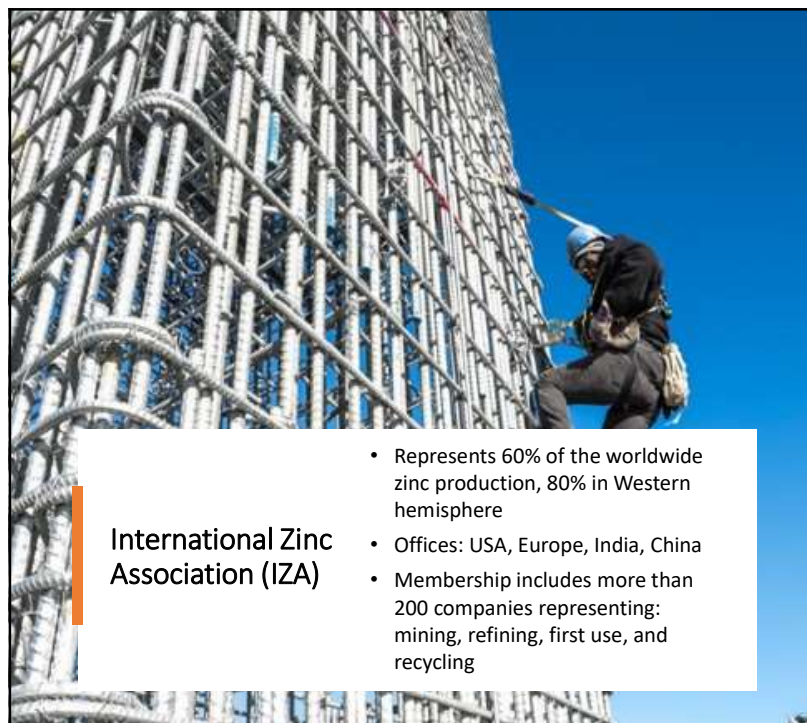 International Zinc
Association (IZA)
• Represents 60% of the worldwide
zinc production, 80% in Western
hemisphere
• Offices: USA, Europe, India, China
• Membership includes more than
200 companies representing:
mining, refining, first use, and
recycling